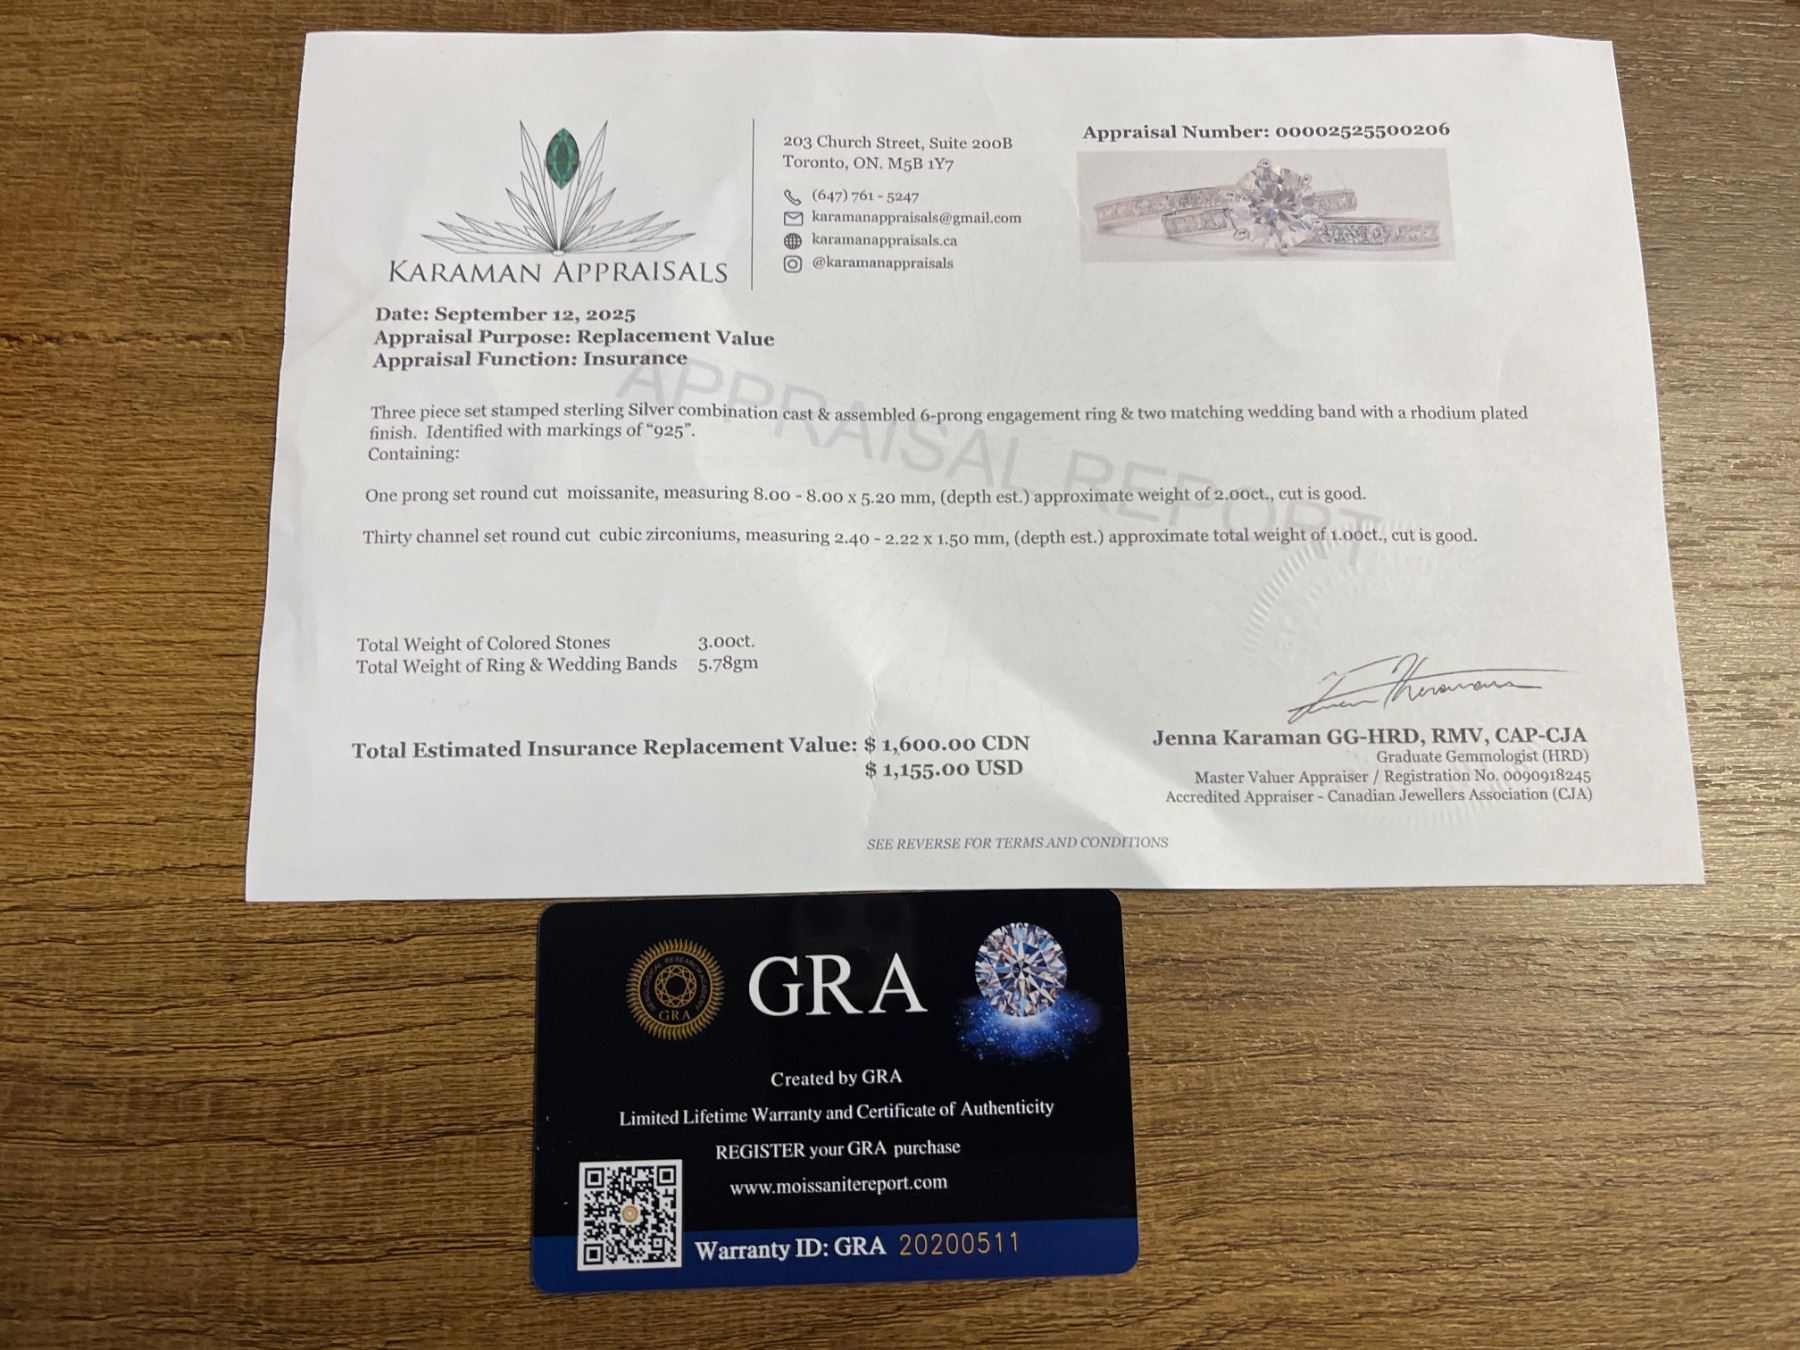 KARAMAN APPRAISALS
203 Church Street, Suite 200B
Toronto, ON. M5B 1Y7
(647) 761 - 5247
karamanappraisals@gmail.com
karamanappraisals.ca
@karamanappraisals
Appraisal Number: 00002525500206
Date: September 12, 2025
Appraisal Purpose: Replacement Value
Appraisal Function: Insurance
APPRAISAL REPORT
Three piece set stamped sterling Silver combination cast & assembled 6-prong engagement ring & two matching wedding band with a rhodium plated
finish. Identified with markings of “925”.
Containing:
One prong set round cut moissanite, measuring 8.00 - 8.00 x 5.20 mm, (depth est.) approximate weight of 2.00ct., cut is good.
Thirty channel set round cut cubic zirconiums, measuring 2.40 - 2.22 x 1.50 mm, (depth est.) approximate total weight of 1.00ct., cut is good.
Total Weight of Colored Stones 3.00ct.
Total Weight of Ring & Wedding Bands 5.78gm
Total Estimated Insurance Replacement Value: $ 1,600.00 CDN
$ 1,155.00 USD
Jenna Karaman GG-HRD, RMV, CAP-CJA
Graduate Gemmologist (HRD)
Master Valuer Appraiser / Registration No. 0090918245
Accredited Appraiser - Canadian Jewellers Association (CJA)
SEE REVERSE FOR TERMS AND CONDITIONS
GEMOLOGICAL RESEARCH ACADEMY
GRA
GRA
Created by GRA
Limited Lifetime Warranty and Certificate of Authenticity
REGISTER your GRA purchase
www.moissanitereport.com
Warranty ID: GRA 20200511